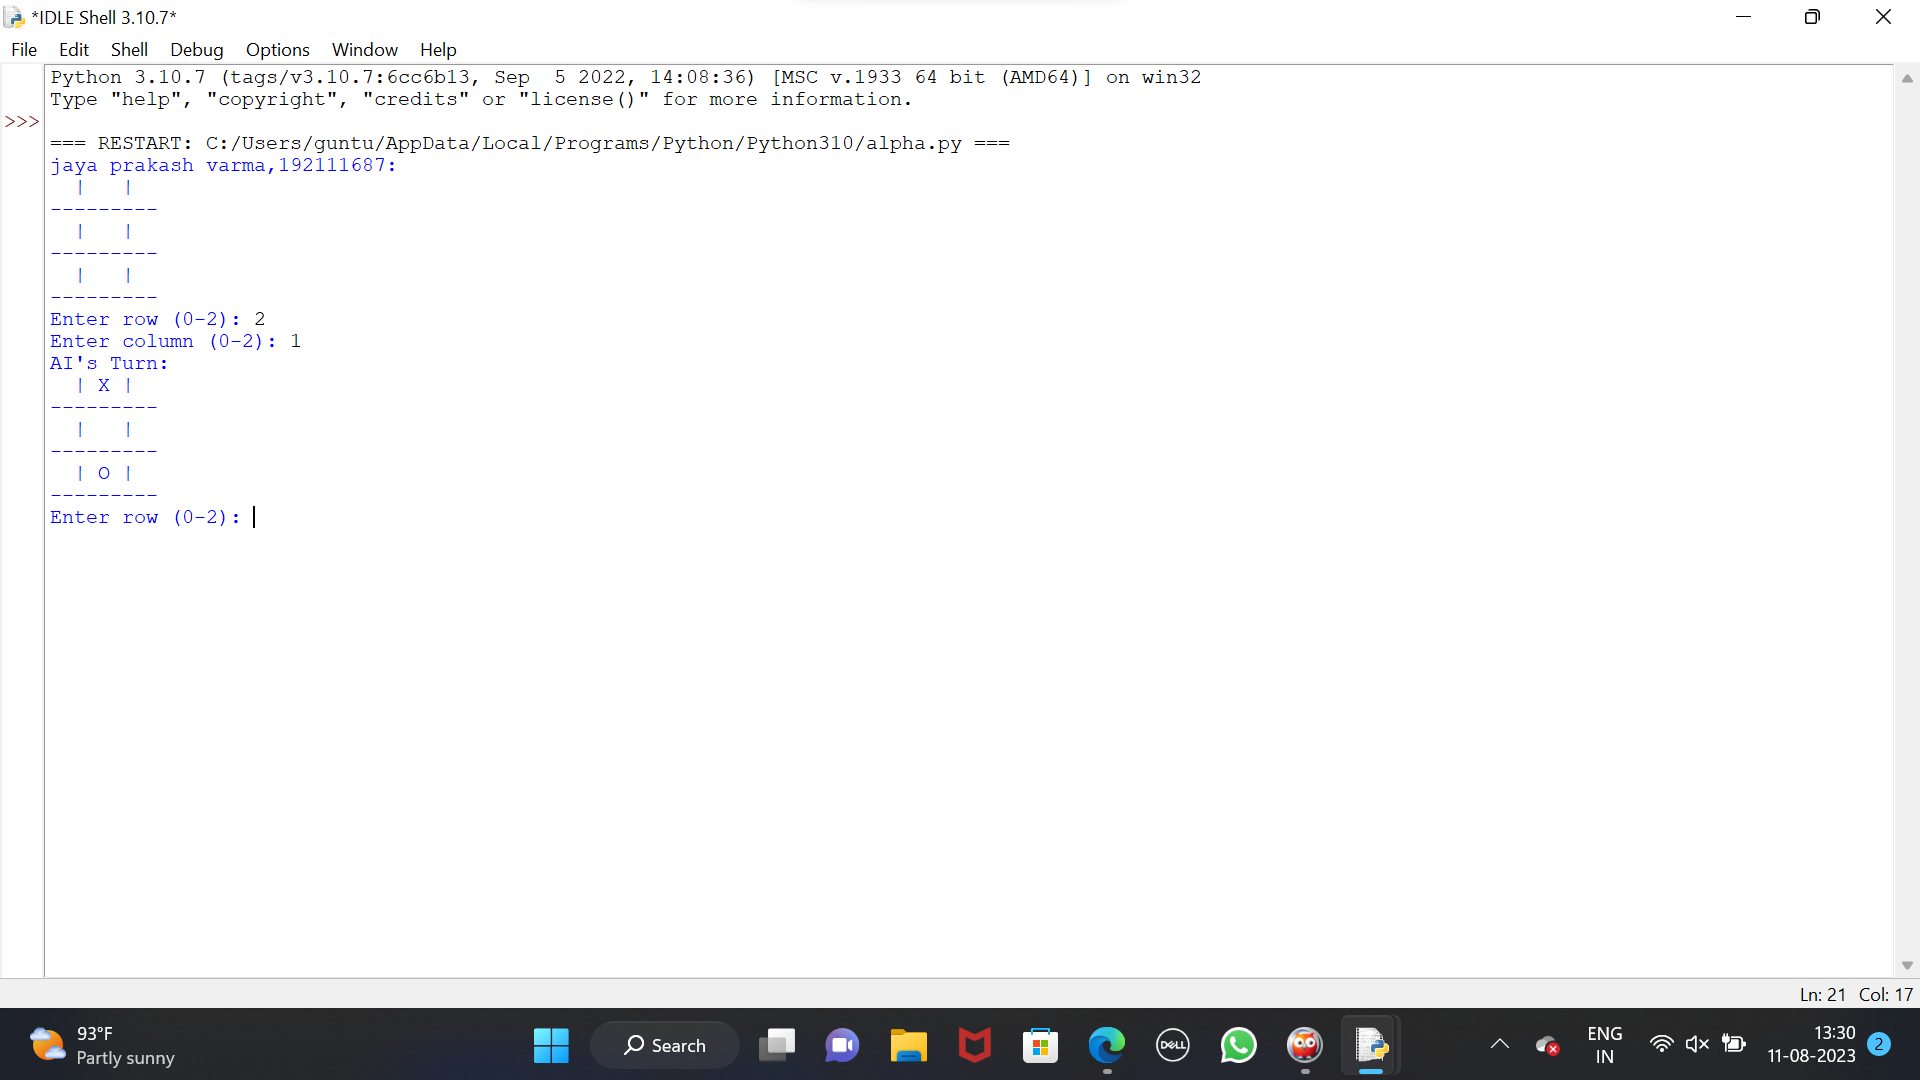 *IDLE Shell 3.10.7*
File Edit Shell Debug Options Window Help
Python 3.10.7 (tags/v3.10.7:6cc6b13, Sep  5 2022, 14:08:36) [MSC v.1933 64 bit (AMD64)] on win32
Type "help", "copyright", "credits" or "license()" for more information.
>>>
=== RESTART: C:/Users/guntu/AppData/Local/Programs/Python/Python310/alpha.py ===
jaya prakash varma,192111687:
  |   |
---------
  |   |
---------
  |   |
---------
Enter row (0-2): 2
Enter column (0-2): 1
AI's Turn:
  | X |
---------
  |   |
---------
  | O |
---------
Enter row (0-2):
Ln: 21 Col: 17
93°F
Partly sunny
Search
DELL
ENG
IN
13:30
11-08-2023
2